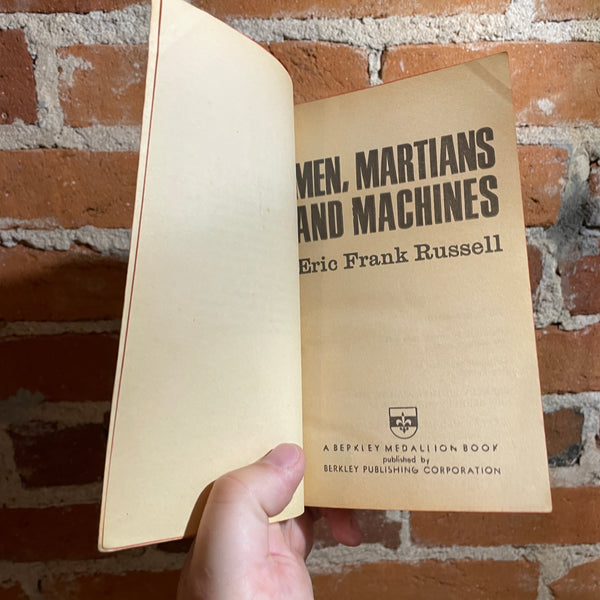 MEN, MARTIANS
AND MACHINES
Eric Frank Russell
A BERKLEY MEDALLION BOOK
published by
BERKLEY PUBLISHING CORPORATION